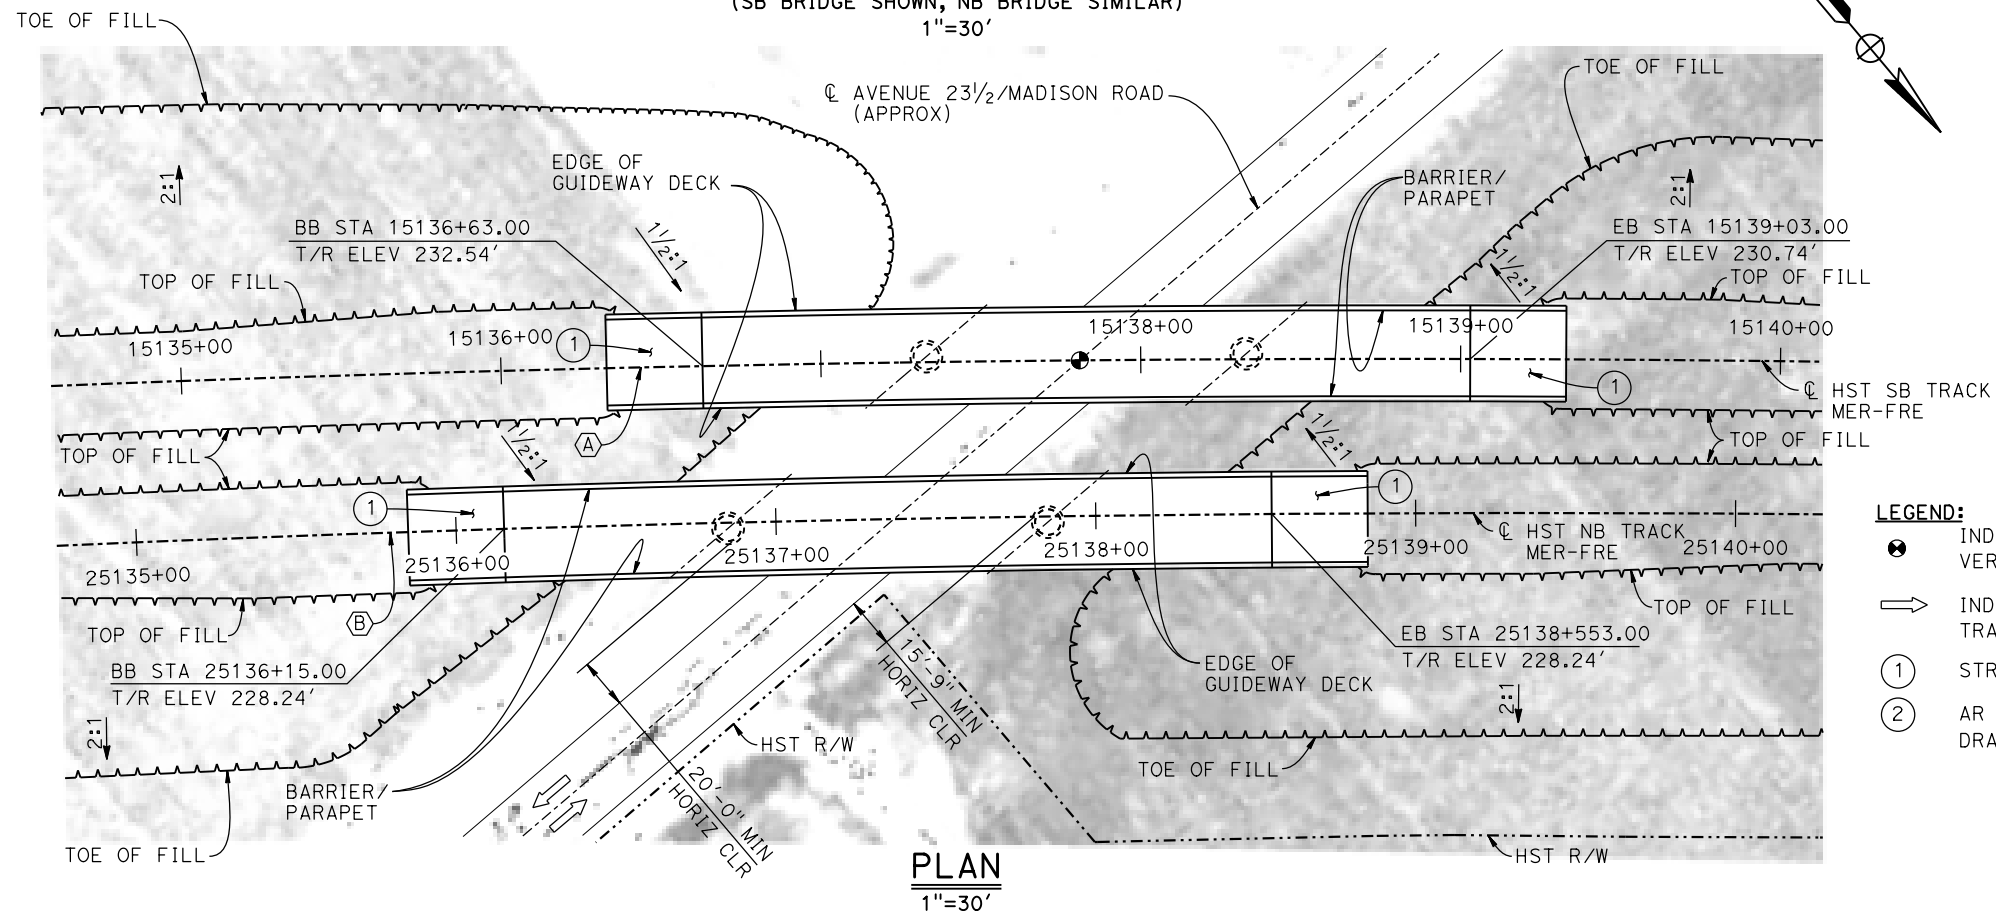 (SB BRIDGE SHOWN, NB BRIDGE SIMILAR)
1"=30'
TOE OF FILL
℄ AVENUE 23½/MADISON ROAD
(APPROX)
TOE OF FILL
EDGE OF
GUIDEWAY DECK
BARRIER/
PARAPET
2:1
2:1
BB STA 15136+63.00
T/R ELEV 232.54'
1½:1
EB STA 15139+03.00
T/R ELEV 230.74'
1½:1
TOP OF FILL
TOP OF FILL
15135+00
15136+00
1
15138+00
15139+00
15140+00
1
℄ HST SB TRACK
MER-FRE
A
1½:1
1½:1
TOP OF FILL
TOP OF FILL
1
1
25135+00
25136+00
25137+00
25138+00
25139+00
℄ HST NB TRACK
MER-FRE
25140+00
B
TOP OF FILL
TOP OF FILL
BB STA 25136+15.00
T/R ELEV 228.24'
EB STA 25138+553.00
T/R ELEV 228.24'
EDGE OF
GUIDEWAY DECK
15'-9" MIN
HORIZ CLR
2:1
2:1
HST R/W
20'-0" MIN
HORIZ CLR
TOE OF FILL
BARRIER/
PARAPET
TOE OF FILL
HST R/W
PLAN
1"=30'
LEGEND:
IND
VER
IND
TRA
1 STR
2 AR
DRA